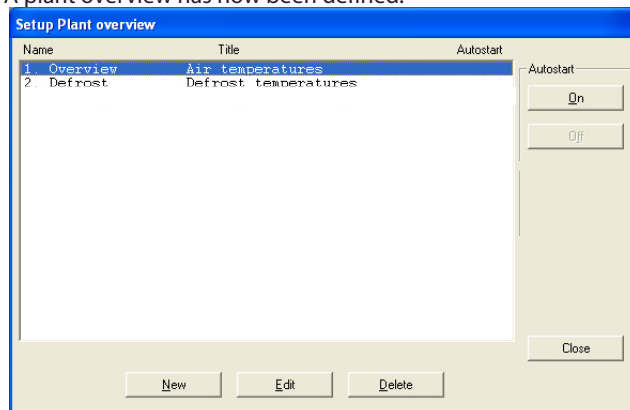 A plant overview has now been defined.
Setup Plant overview
Name Title Autostart
1. Overview Air temperatures
2. Defrost Defrost temperatures
Autostart
On
Off
Close
New Edit Delete